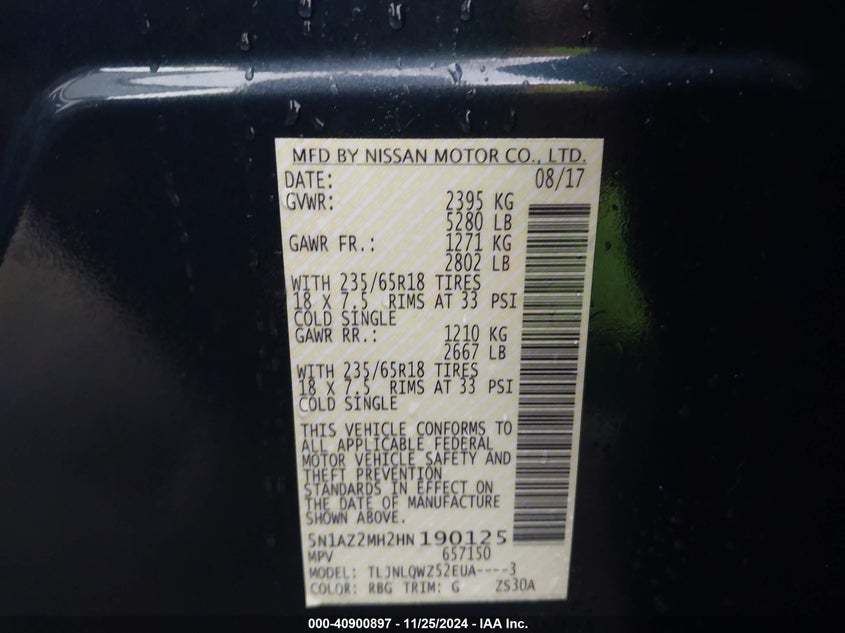 MFD BY NISSAN MOTOR CO., LTD.
DATE: 08/17
GVWR: 2395 KG
5280 LB
GAWR FR.: 1271 KG
2802 LB
WITH 235/65R18 TIRES
18 X 7.5 RIMS AT 33 PSI
COLD SINGLE
GAWR RR.: 1210 KG
2667 LB
WITH 235/65R18 TIRES
18 X 7.5 RIMS AT 33 PSI
COLD SINGLE
THIS VEHICLE CONFORMS TO
ALL APPLICABLE FEDERAL
MOTOR VEHICLE SAFETY AND
THEFT PREVENTION
STANDARDS IN EFFECT ON
THE DATE OF MANUFACTURE
SHOWN ABOVE.
5N1AZ2MH2HN190125
MPV 657150
MODEL: TLJNLQWZ52EUA----3
COLOR: RBG TRIM: G ZS30A
000-40900897 - 11/25/2024 - IAA Inc.